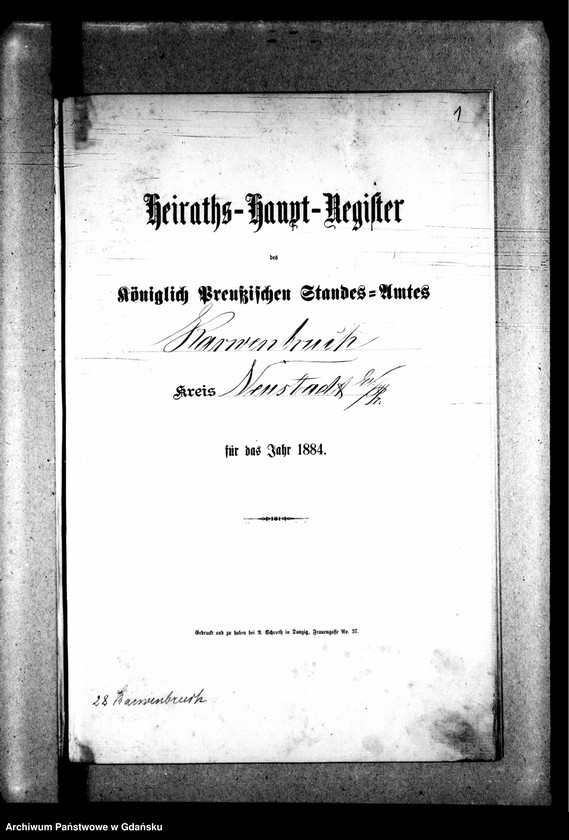 1
Heiraths-Haupt-Register
des
Königlich Preußischen Standes-Amtes
Karwenbruch
Kreis Neustadt W/Pr.
für das Jahr 1884.
Gedruckt und zu haben bei A. Schroth in Danzig, Frauengasse No. 37.
28 Karwenbruch
Archiwum Państwowe w Gdańsku